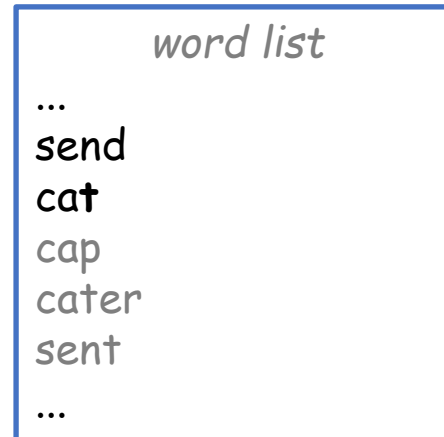 word list
...
send
cat
cap
cater
sent
...